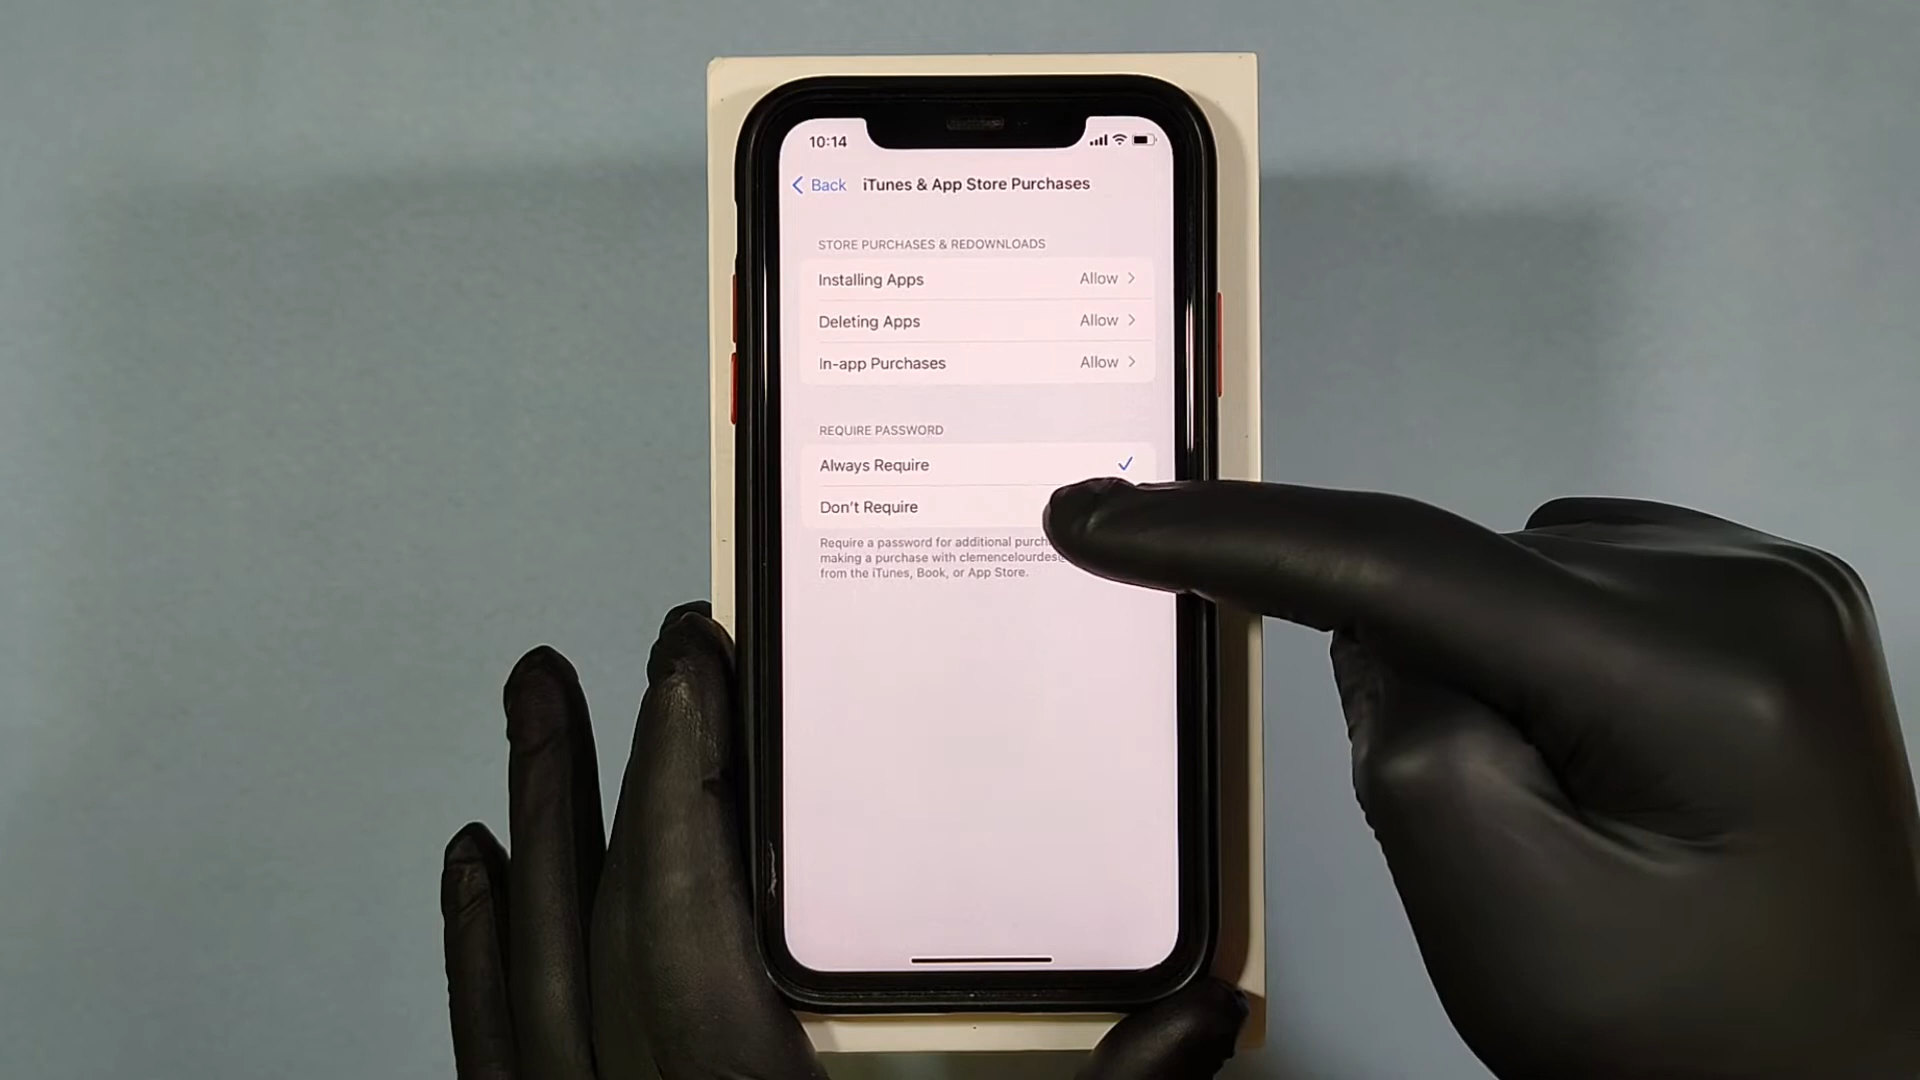 10:14
Back iTunes & App Store Purchases
STORE PURCHASES & REDOWNLOADS
Installing Apps Allow
Deleting Apps Allow
In-app Purchases Allow
REQUIRE PASSWORD
Always Require
Don't Require
Require a password for additional
making a purchase with clemencelourdes
from the iTunes, Book, or App Store.